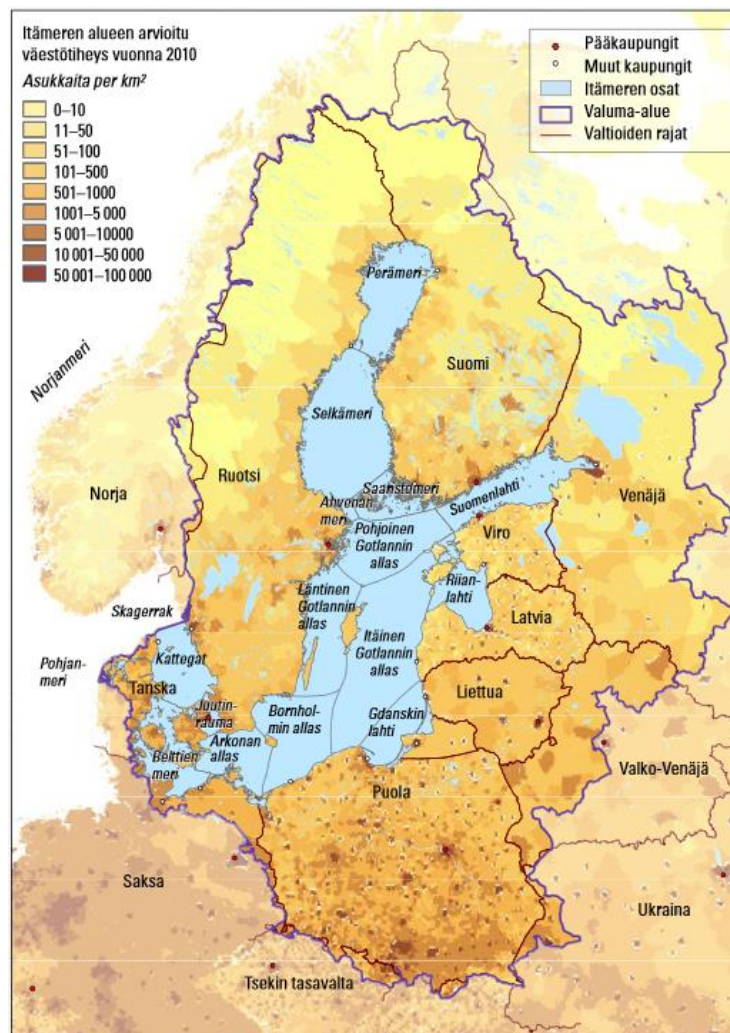 Itämeren alueen arvioitu
väestötiheys vuonna 2010
Asukkaita per km²
0–10
11–50
51–100
101–500
501–1000
1001–5 000
5 001–10000
10 001–50 000
50 001–100 000
Pääkaupungit
Muut kaupungit
Itämeren osat
Valuma-alue
Valtioiden rajat
Perämeri
Suomi
Norjanmeri
Selkämeri
Ruotsi
Norja
Saaristomeri
Suomenlahti
Venäjä
Ahvenan-
meri
Pohjoinen
Gotlannin
allas
Viro
Läntinen
Gotlannin
allas
Riian-
lahti
Skagerrak
Latvia
Itäinen
Gotlannin
allas
Kattegat
Pohjan-
meri
Tanska
Liettua
Juutin-
rauma
Bornhol-
min allas
Gdanskin
lahti
Arkonan
allas
Belttien
meri
Valko-Venäjä
Puola
Saksa
Ukraina
Tsekin tasavalta